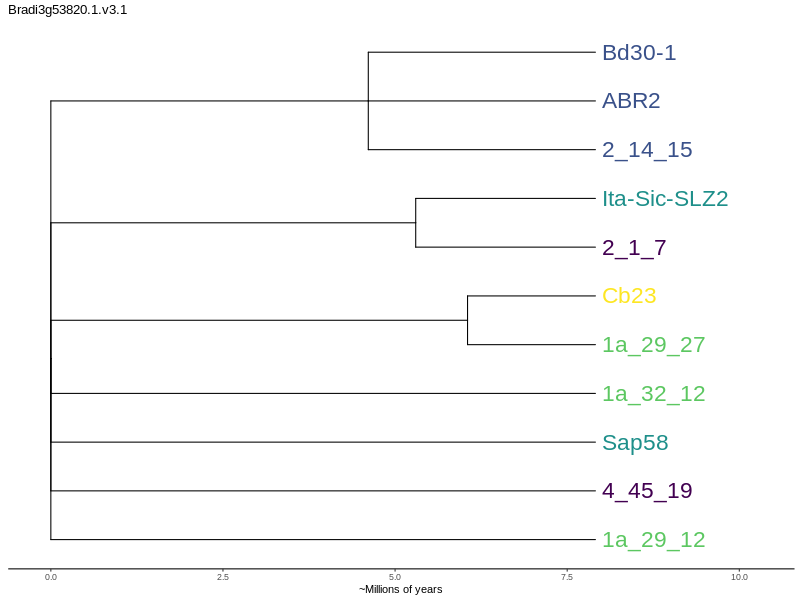 Bradi3g53820.1.v3.1
Bd30-1
ABR2
2_14_15
Ita-Sic-SLZ2
2_1_7
Cb23
1a_29_27
1a_32_12
Sap58
4_45_19
1a_29_12
0.0 2.5 5.0 7.5 10.0
~Millions of years